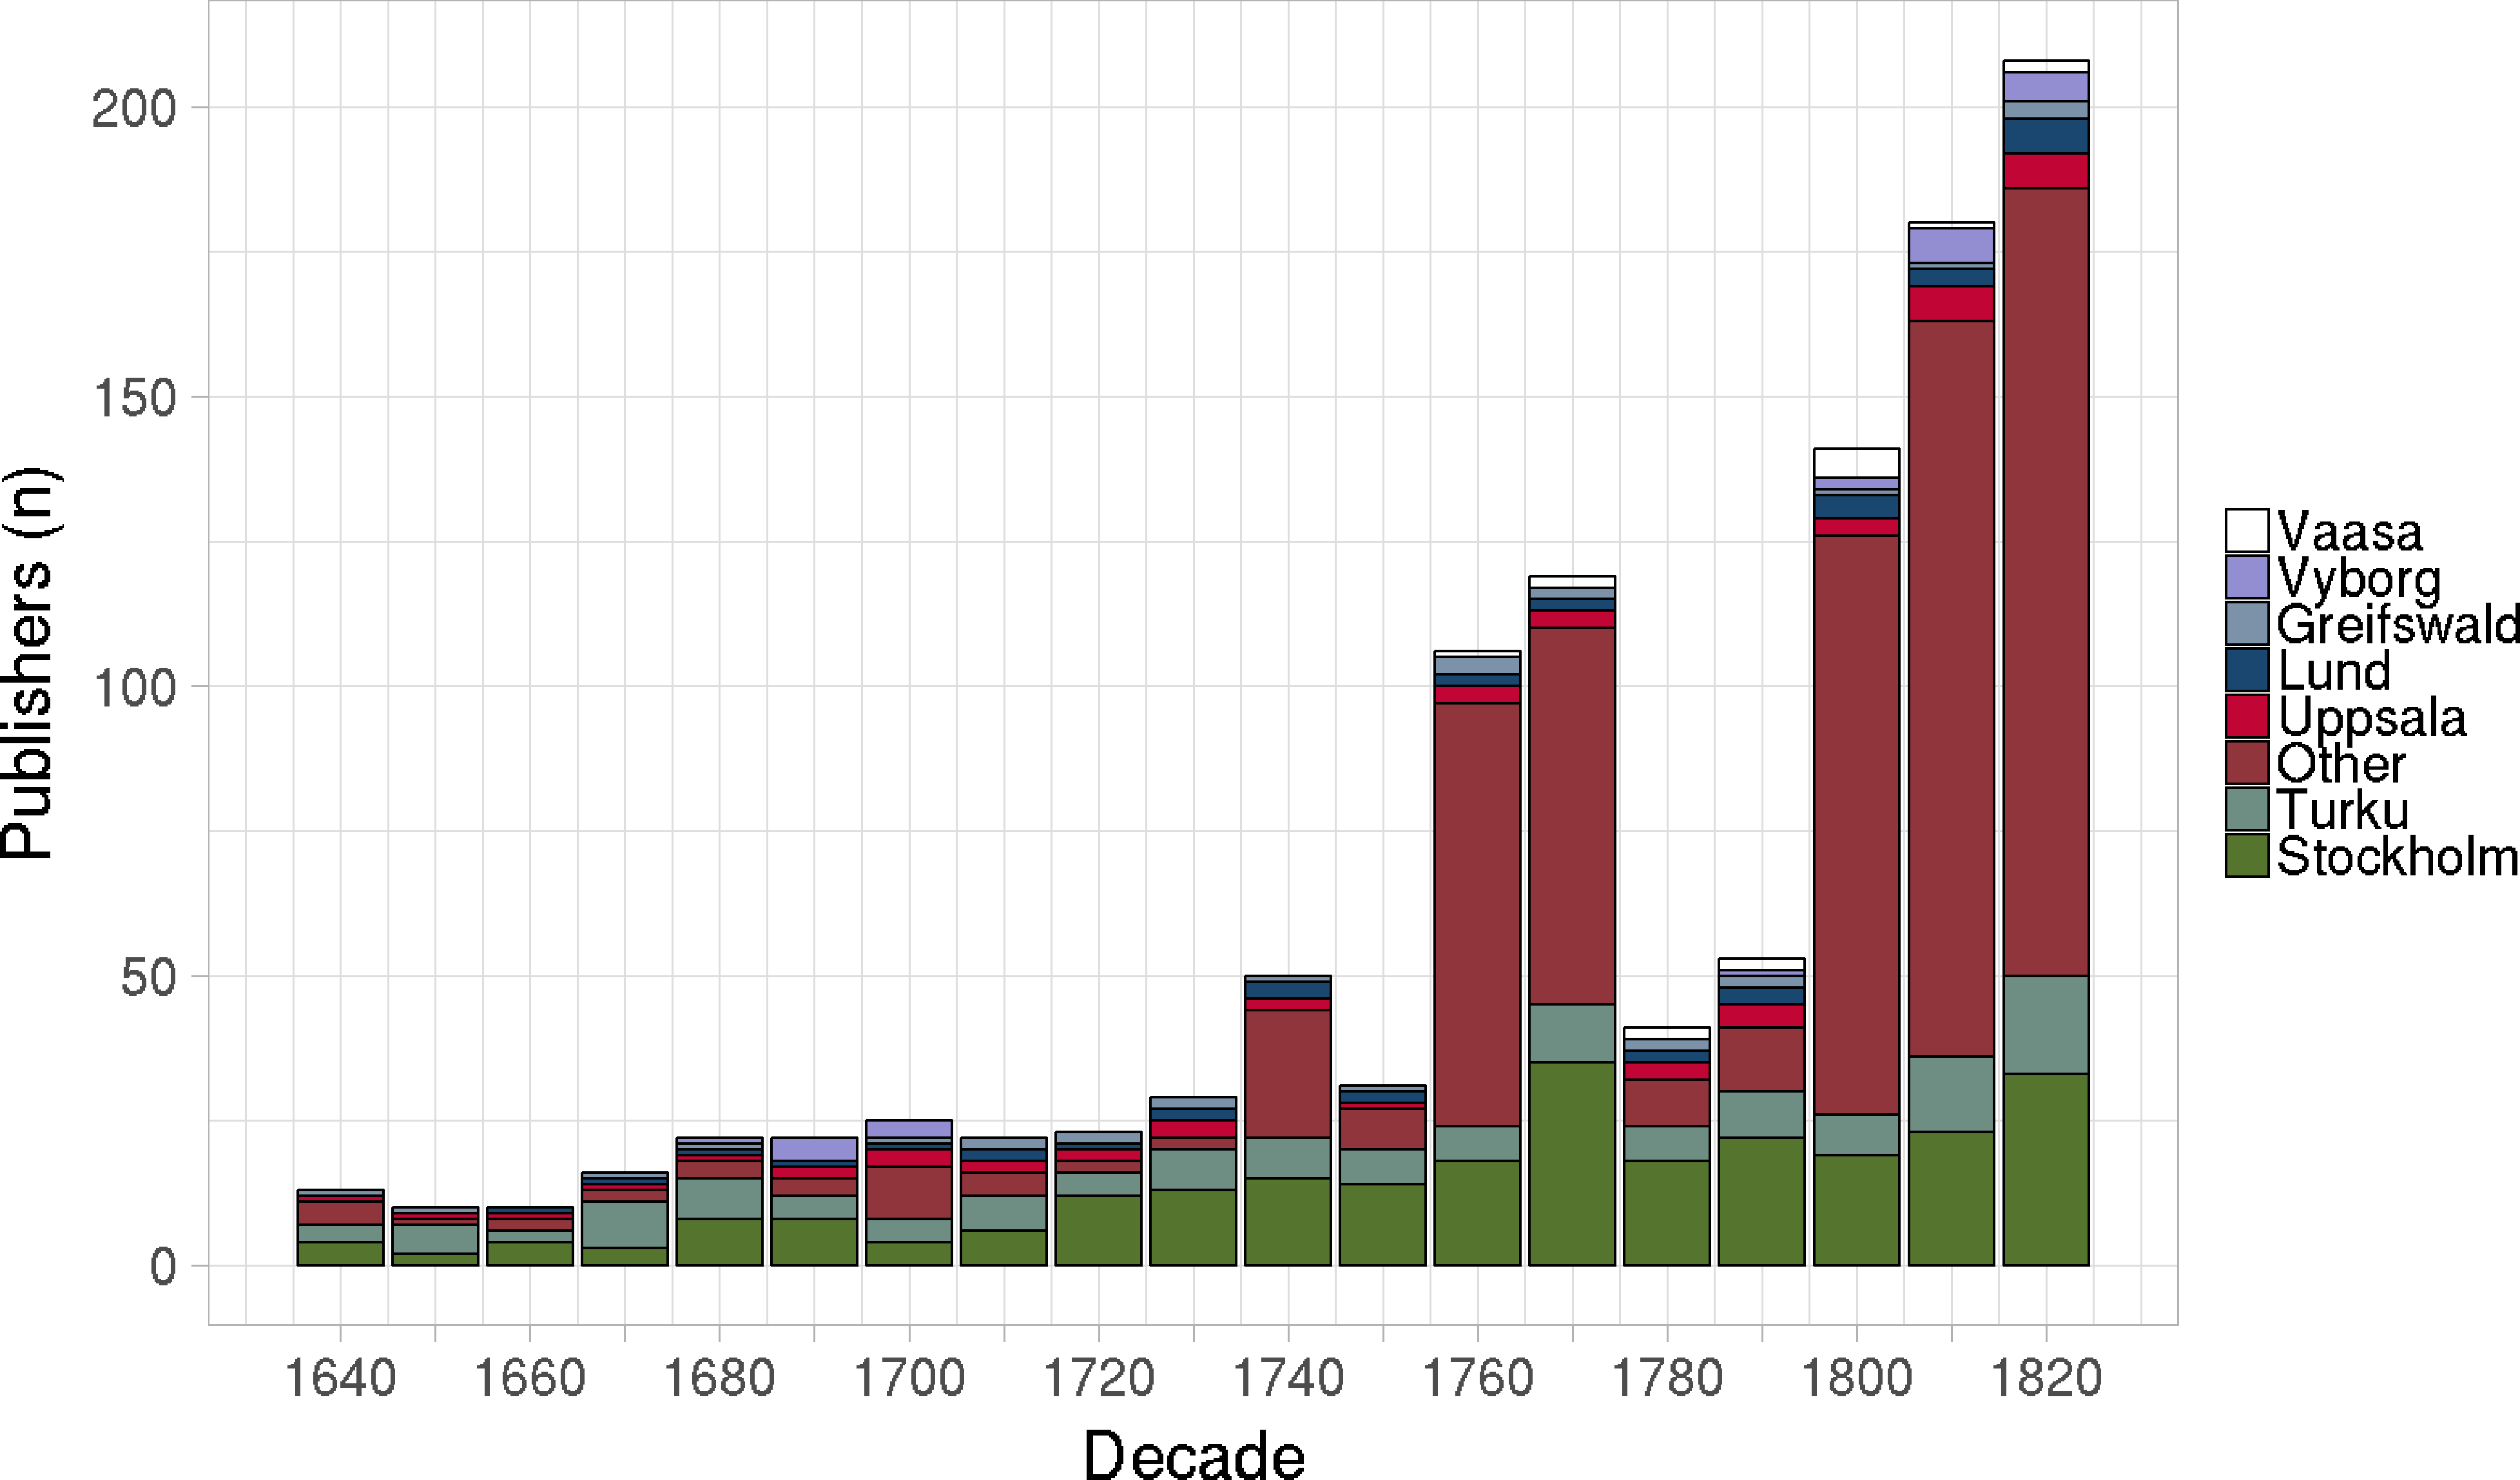 Publishers (n)
200
150
100
50
0
1640 1660 1680 1700 1720 1740 1760 1780 1800 1820
Decade
Vaasa
Vyborg
Greifswald
Lund
Uppsala
Other
Turku
Stockholm